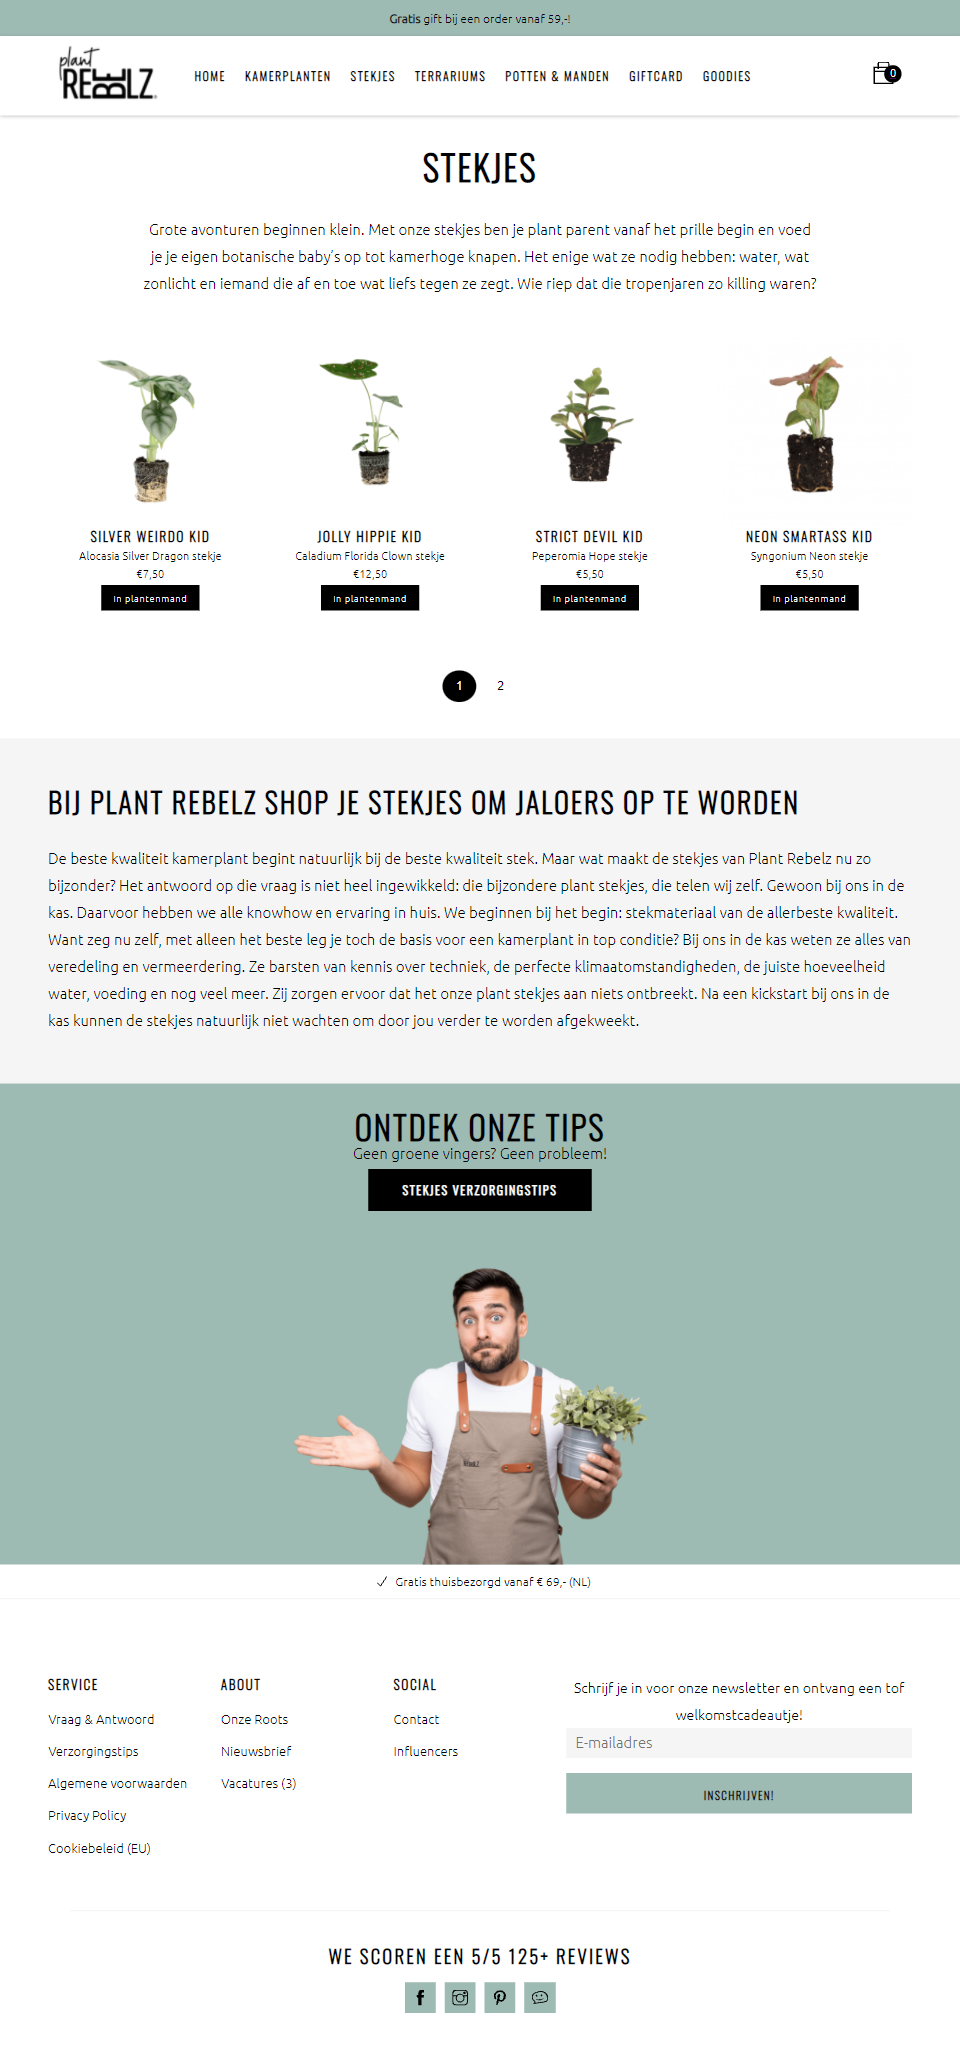 Gratis gift bij een order vanaf 59,-!
plant
REBELZ
HOME KAMERPLANTEN STEKJES TERRARIUMS POTTEN & MANDEN GIFTCARD GOODIES
0
STEKJES
Grote avonturen beginnen klein. Met onze stekjes ben je plant parent vanaf het prille begin en voed
je je eigen botanische baby's op tot kamerhoge knapen. Het enige wat ze nodig hebben: water, wat
zonlicht en iemand die af en toe wat liefs tegen ze zegt. Wie riep dat die tropenjaren zo killing waren?
SILVER WEIRDO KID
Alocasia Silver Dragon stekje
€7,50
In plantenmand
JOLLY HIPPIE KID
Caladium Florida Clown stekje
€12,50
In plantenmand
STRICT DEVIL KID
Peperomia Hope stekje
€5,50
In plantenmand
NEON SMARTASS KID
Syngonium Neon stekje
€5,50
In plantenmand
1 2
BIJ PLANT REBELZ SHOP JE STEKJES OM JALOERS OP TE WORDEN
De beste kwaliteit kamerplant begint natuurlijk bij de beste kwaliteit stek. Maar wat maakt de stekjes van Plant Rebelz nu zo
bijzonder? Het antwoord op die vraag is niet heel ingewikkeld: die bijzondere plant stekjes, die telen wij zelf. Gewoon bij ons in de
kas. Daarvoor hebben we alle knowhow en ervaring in huis. We beginnen bij het begin: stekmateriaal van de allerbeste kwaliteit.
Want zeg nu zelf, met alleen het beste leg je toch de basis voor een kamerplant in top conditie? Bij ons in de kas weten ze alles van
veredeling en vermeerdering. Ze barsten van kennis over techniek, de perfecte klimaatomstandigheden, de juiste hoeveelheid
water, voeding en nog veel meer. Zij zorgen ervoor dat het onze plant stekjes aan niets ontbreekt. Na een kickstart bij ons in de
kas kunnen de stekjes natuurlijk niet wachten om door jou verder te worden afgekweekt.
ONTDEK ONZE TIPS
Geen groene vingers? Geen probleem!
STEKJES VERZORGINGSTIPS
REBELZ
Gratis thuisbezorgd vanaf € 69,- (NL)
SERVICE
Vraag & Antwoord
Verzorgingstips
Algemene voorwaarden
Privacy Policy
Cookiebeleid (EU)
ABOUT
Onze Roots
Nieuwsbrief
Vacatures (3)
SOCIAL
Contact
Influencers
Schrijf je in voor onze newsletter en ontvang een tof
welkomstcadeautje!
E-mailadres
INSCHRIJVEN!
WE SCOREN EEN 5/5 125+ REVIEWS